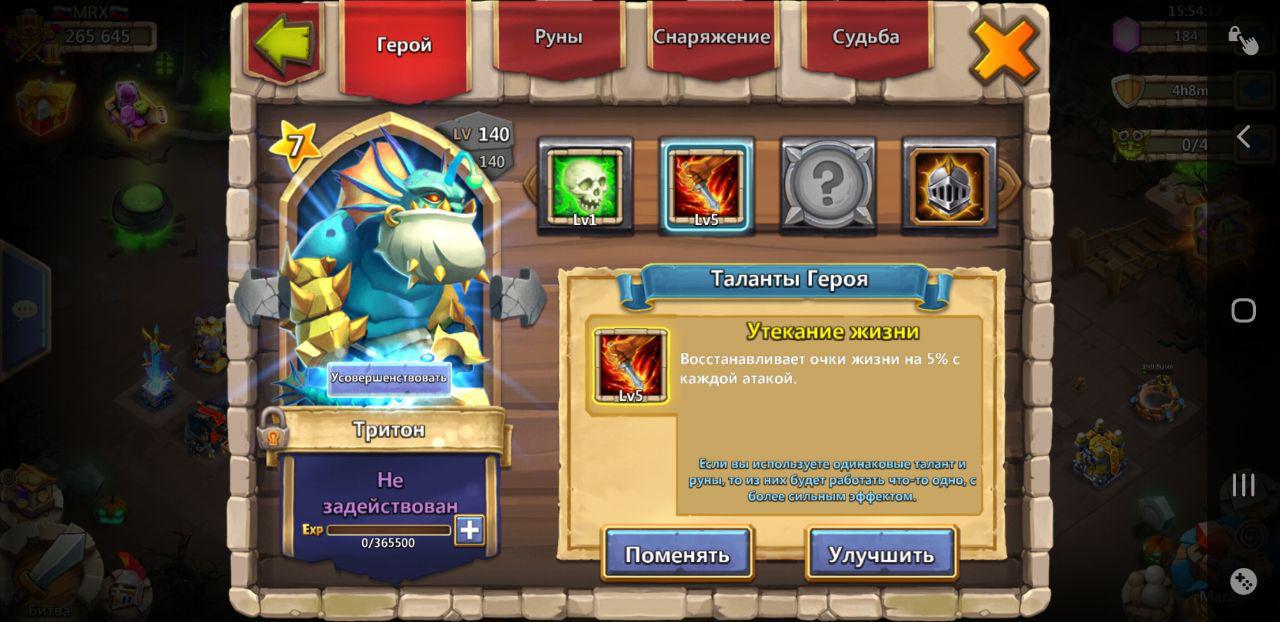 MRX
265 645
Герой
Руны
Снаряжение
Судьба
15:54:17
184
4h8m
0/4
7
LV 140
140
Lv1
Lv5
?
Усовершенствовать
Тритон
Не
задействован
Exp
0/365500
Таланты Героя
Утекание жизни
Восстанавливает очки жизни на 5% с
каждой атакой.
Lv5
Если вы используете одинаковые талант и
руны, то из них будет работать что-то одно, с
более сильным эффектом.
Поменять
Улучшить
Битва